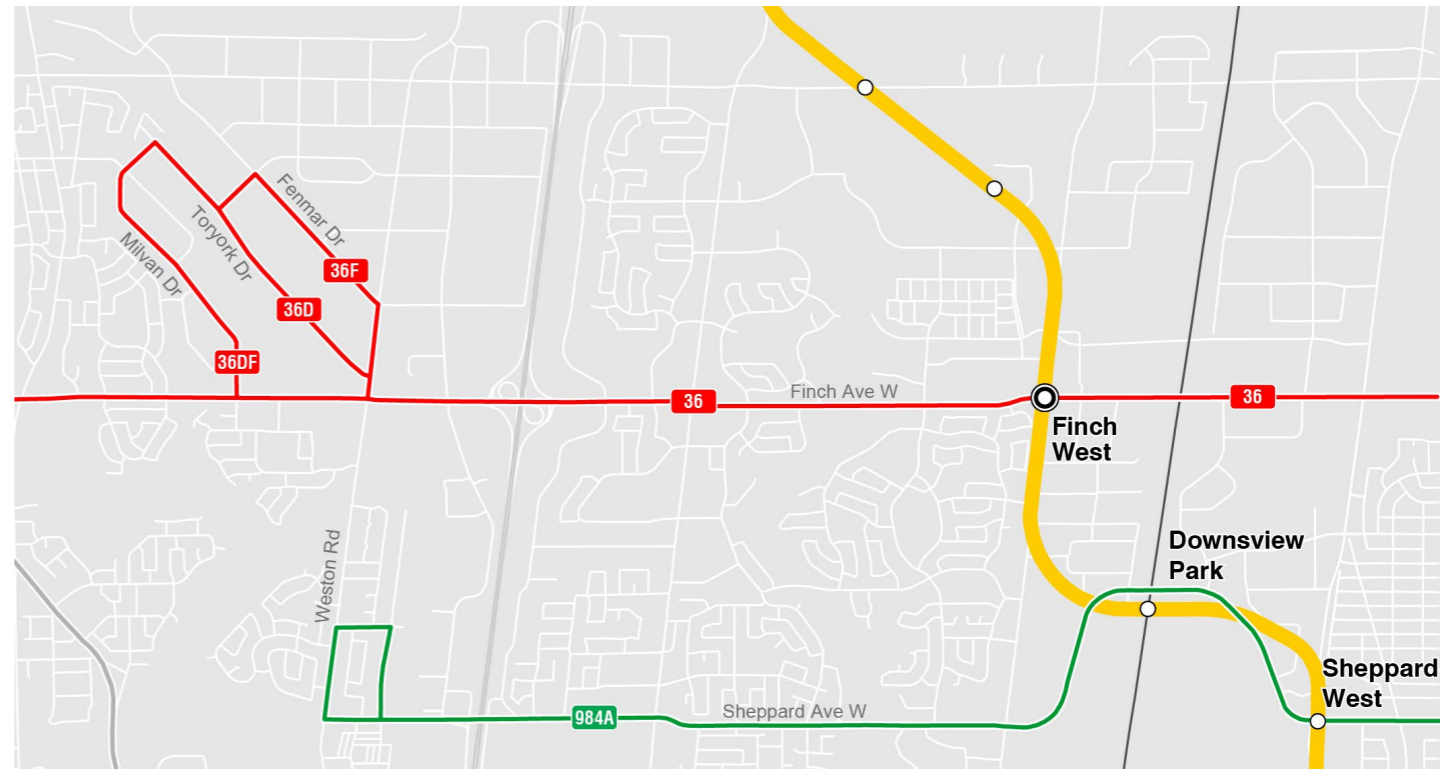 Fenmar Dr
Toryork Dr
Milvan Dr
36F
36D
36DF
Finch Ave W
36
36
Finch
West
Weston Rd
Downsview
Park
Sheppard
West
984A
Sheppard Ave W